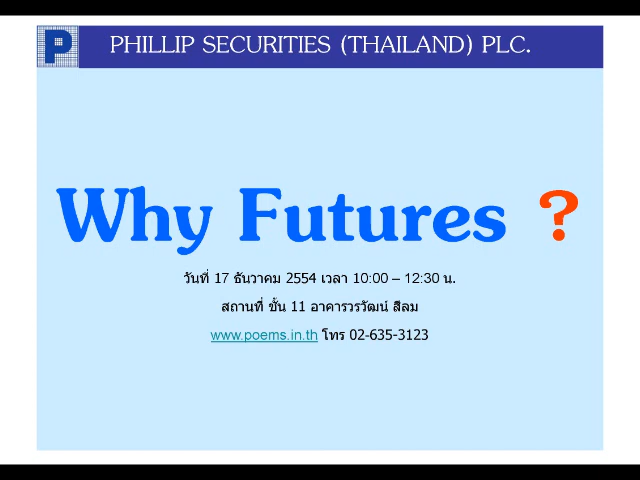 P
PHILLIP SECURITIES (THAILAND) PLC.
Why Futures ?
วันที่ 17 ธันวาคม 2554 เวลา 10:00 – 12:30 น.
สถานที่ ชั้น 11 อาคารวรวัฒน์ สีลม
www.poems.in.th โทร 02-635-3123